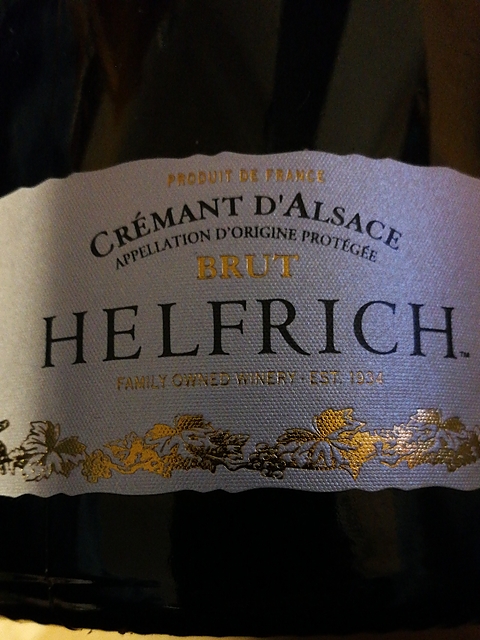 PRODUIT DE FRANCE
CRÉMANT D'ALSACE
APPELLATION D'ORIGINE PROTÉGÉE
BRUT
HELFRICH™
FAMILY OWNED WINERY · EST. 1934